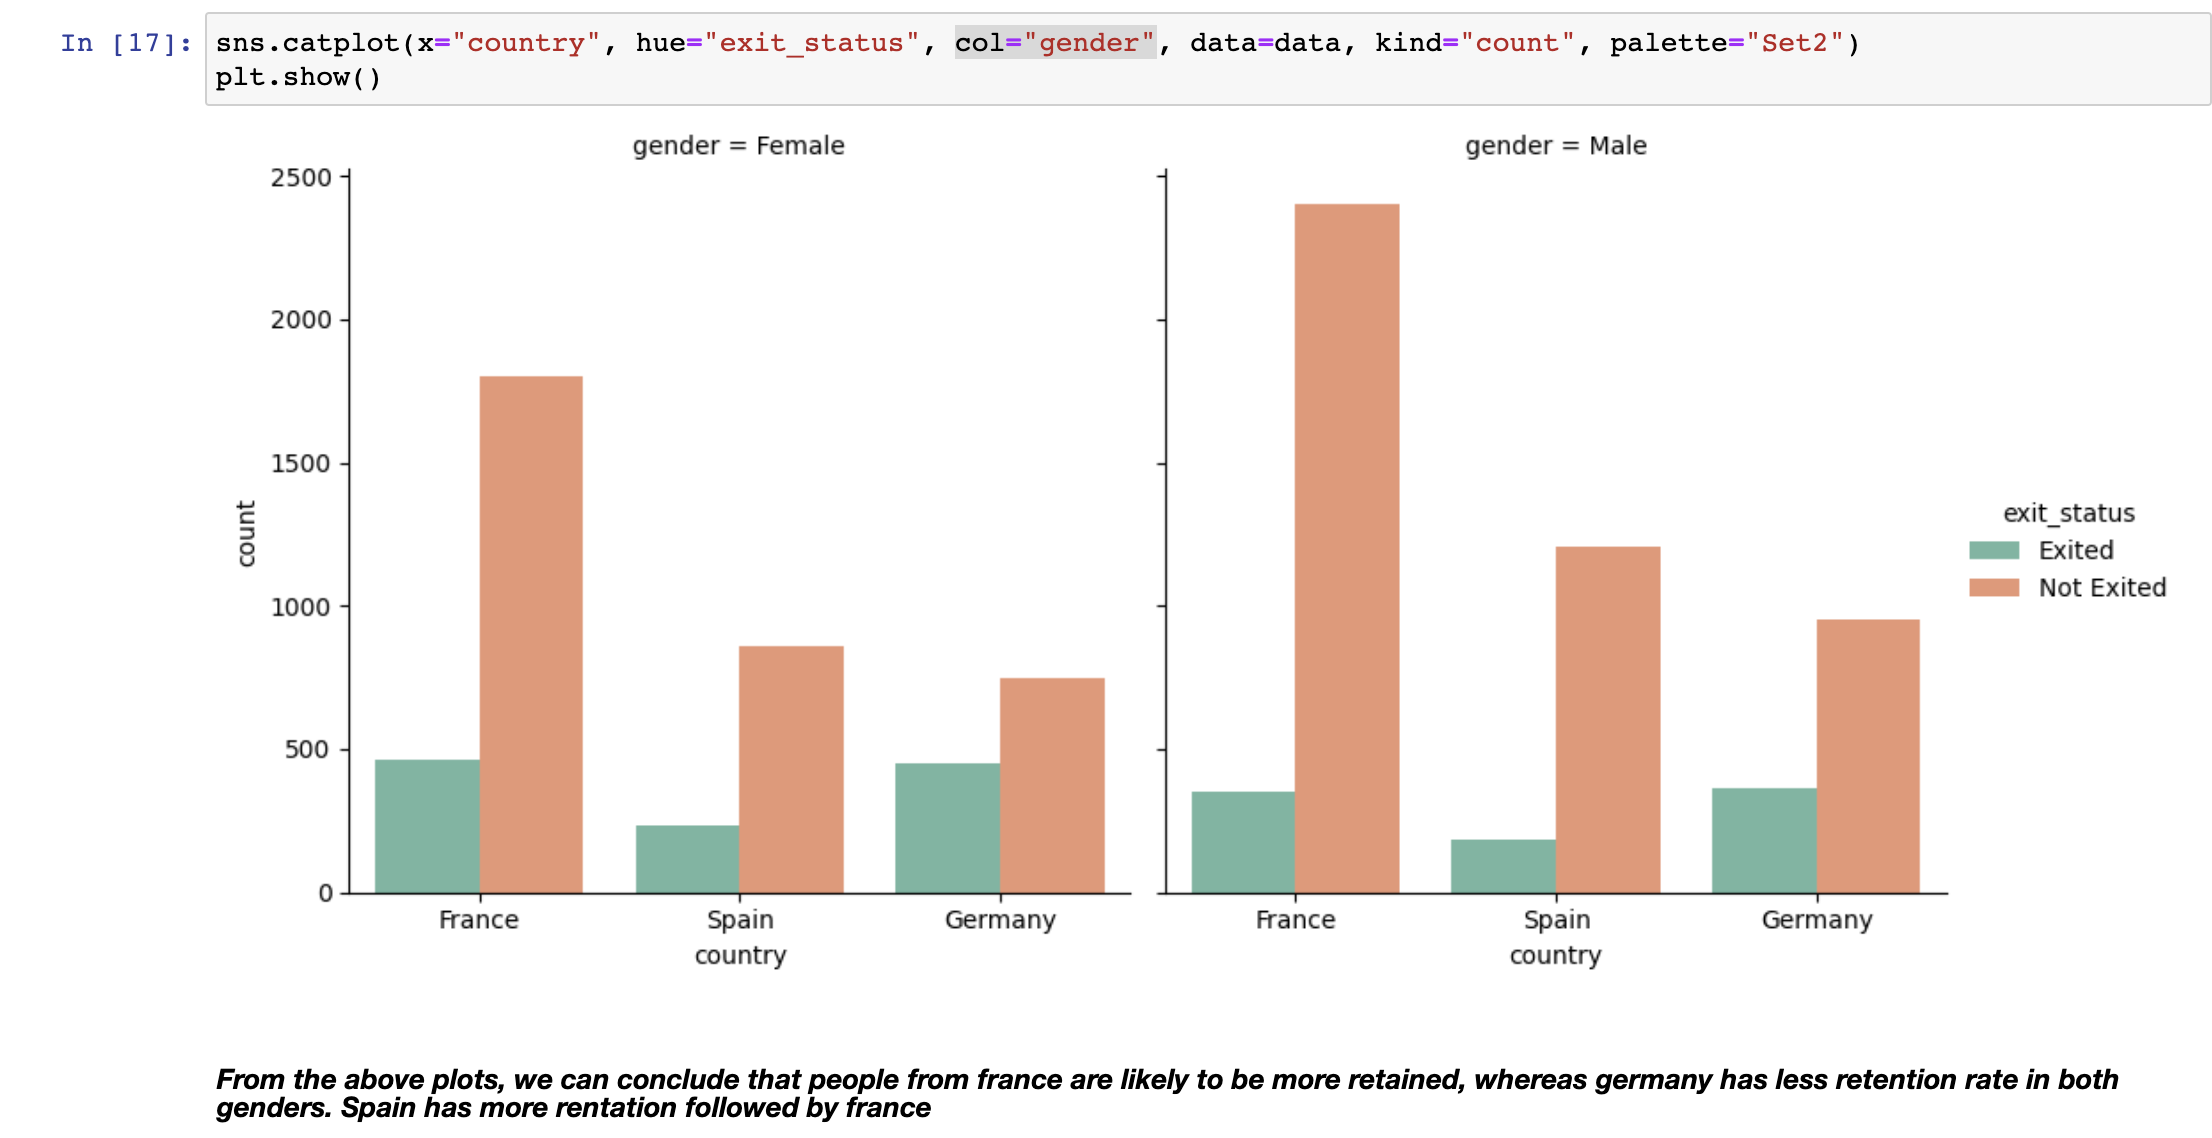 In [17]: sns.catplot(x="country", hue="exit_status", col="gender", data=data, kind="count", palette="Set2")
plt.show()
gender = Female
gender = Male
2500
2000
1500
1000
500
0
count
France Spain Germany
country
France Spain Germany
country
exit_status
Exited
Not Exited
From the above plots, we can conclude that people from france are likely to be more retained, whereas germany has less retention rate in both
genders. Spain has more rentation followed by france